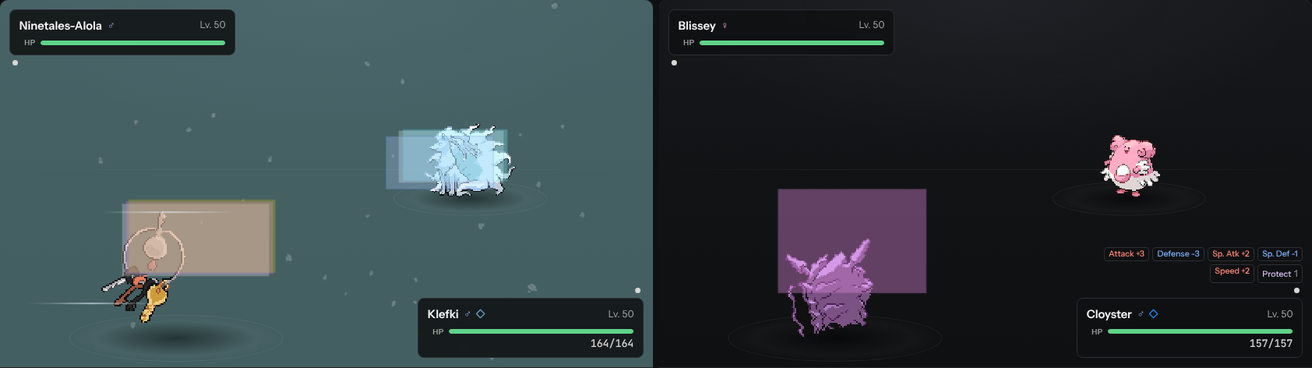 Ninetales-Alola ♂ Lv. 50
HP
Klefki ♂ Lv. 50
HP
164/164
Blissey ♀ Lv. 50
HP
Attack +3 Defense -3 Sp. Atk +2 Sp. Def -1
Speed +2 Protect 1
Cloyster ♂ Lv. 50
HP
157/157